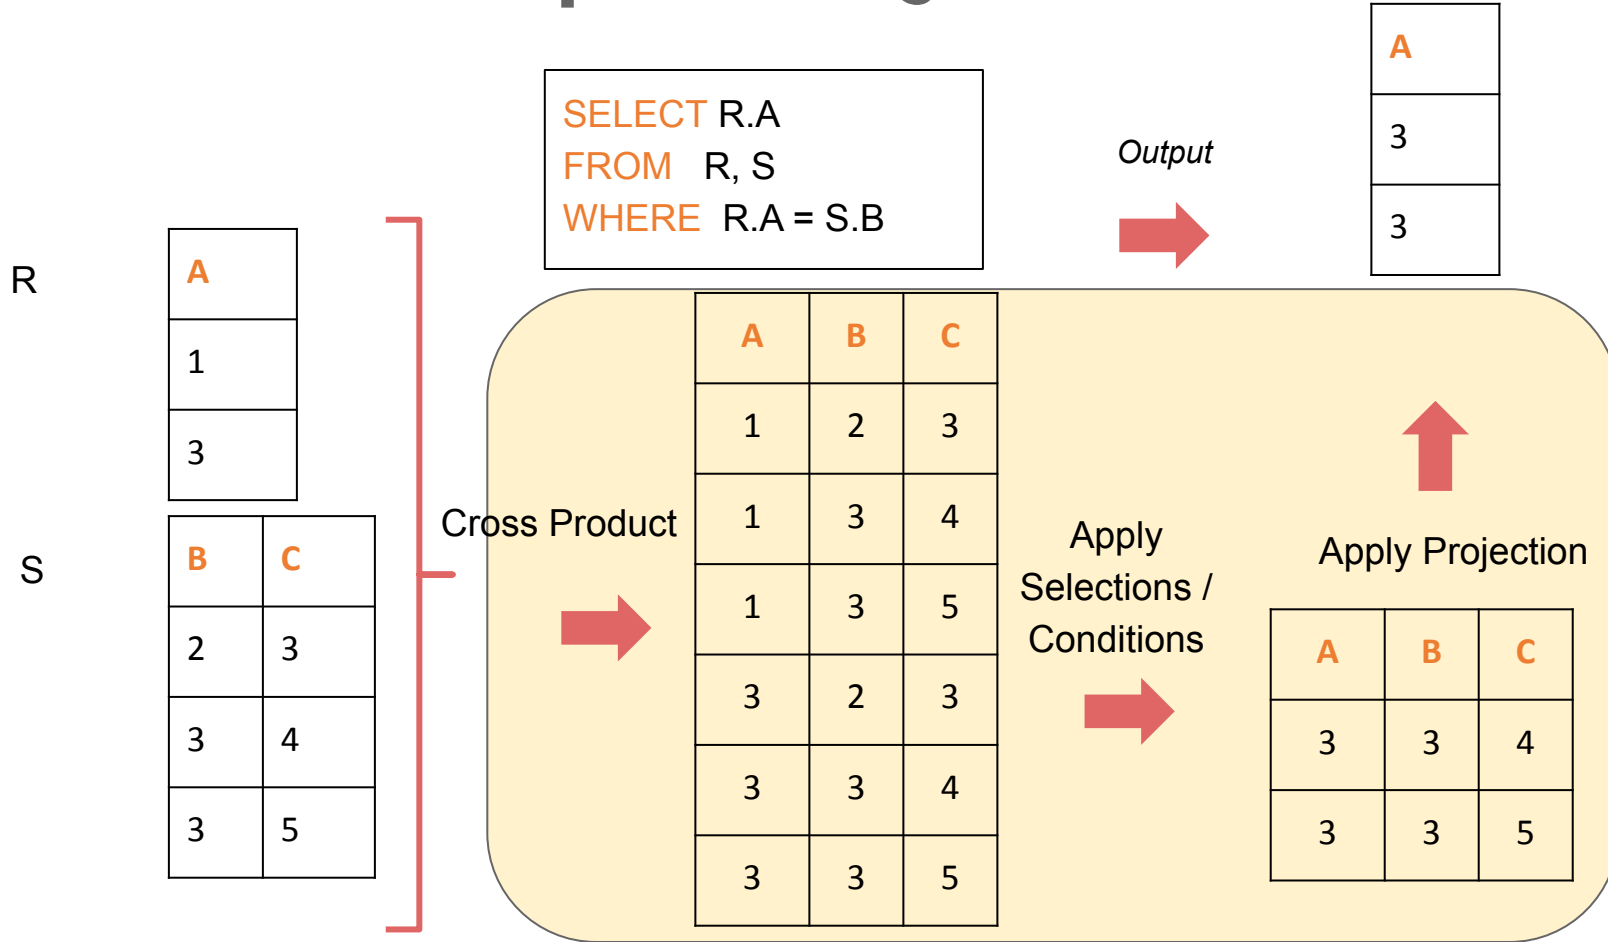 SELECT R.A
FROM R, S
WHERE R.A = S.B
Output
A
3
3
R
A
1
3
S
B C
2 3
3 4
3 5
Cross Product
A B C
1 2 3
1 3 4
1 3 5
3 2 3
3 3 4
3 3 5
Apply
Selections /
Conditions
Apply Projection
A B C
3 3 4
3 3 5